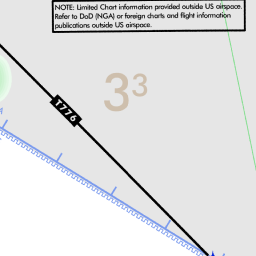 NOTE: Limited Chart information provided outside US airspace.
Refer to DoD (NGA) or foreign charts and flight information
publications outside US airspace.
3³
T776